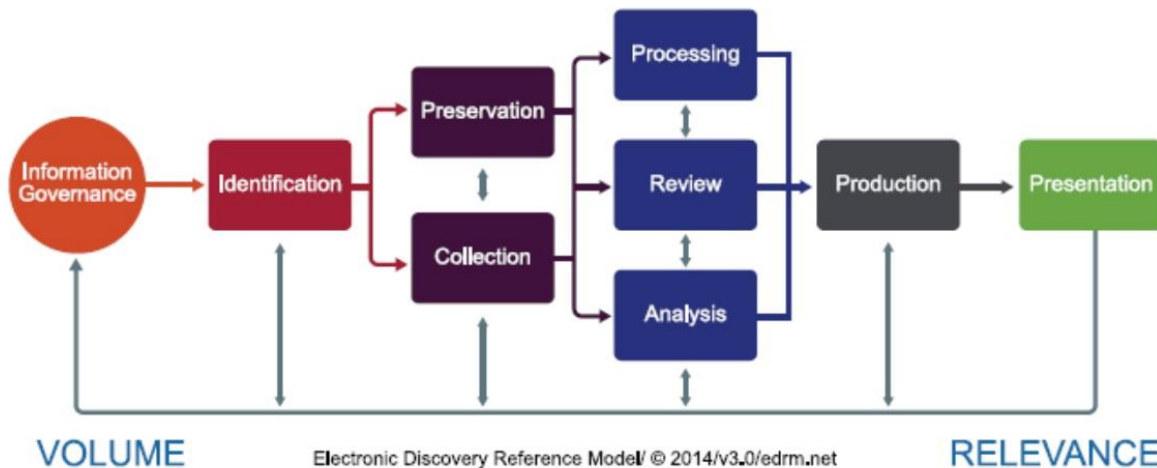 Information
Governance
Identification
Preservation
Collection
Processing
Review
Analysis
Production
Presentation
VOLUME
Electronic Discovery Reference Model/ © 2014/v3.0/edrm.net
RELEVANCE